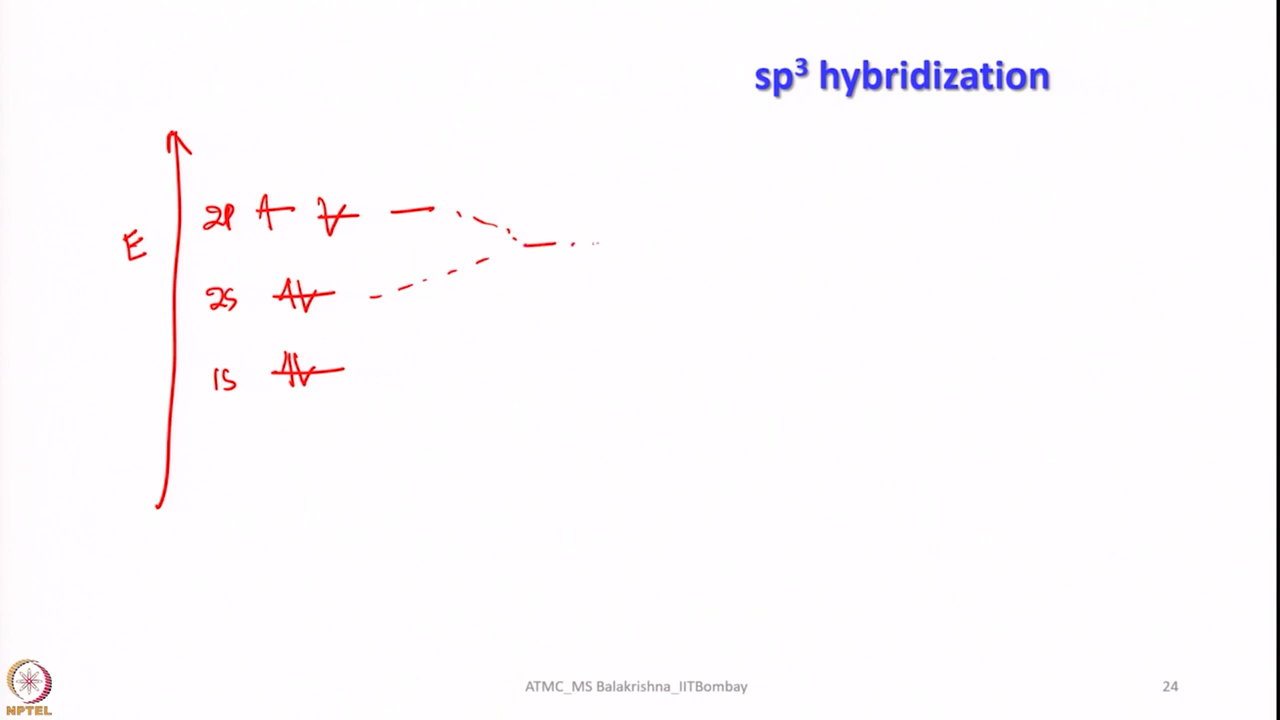 sp³ hybridization
E
2P
2S
1S
NPTEL
ATMC_MS Balakrishna_IITBombay
24